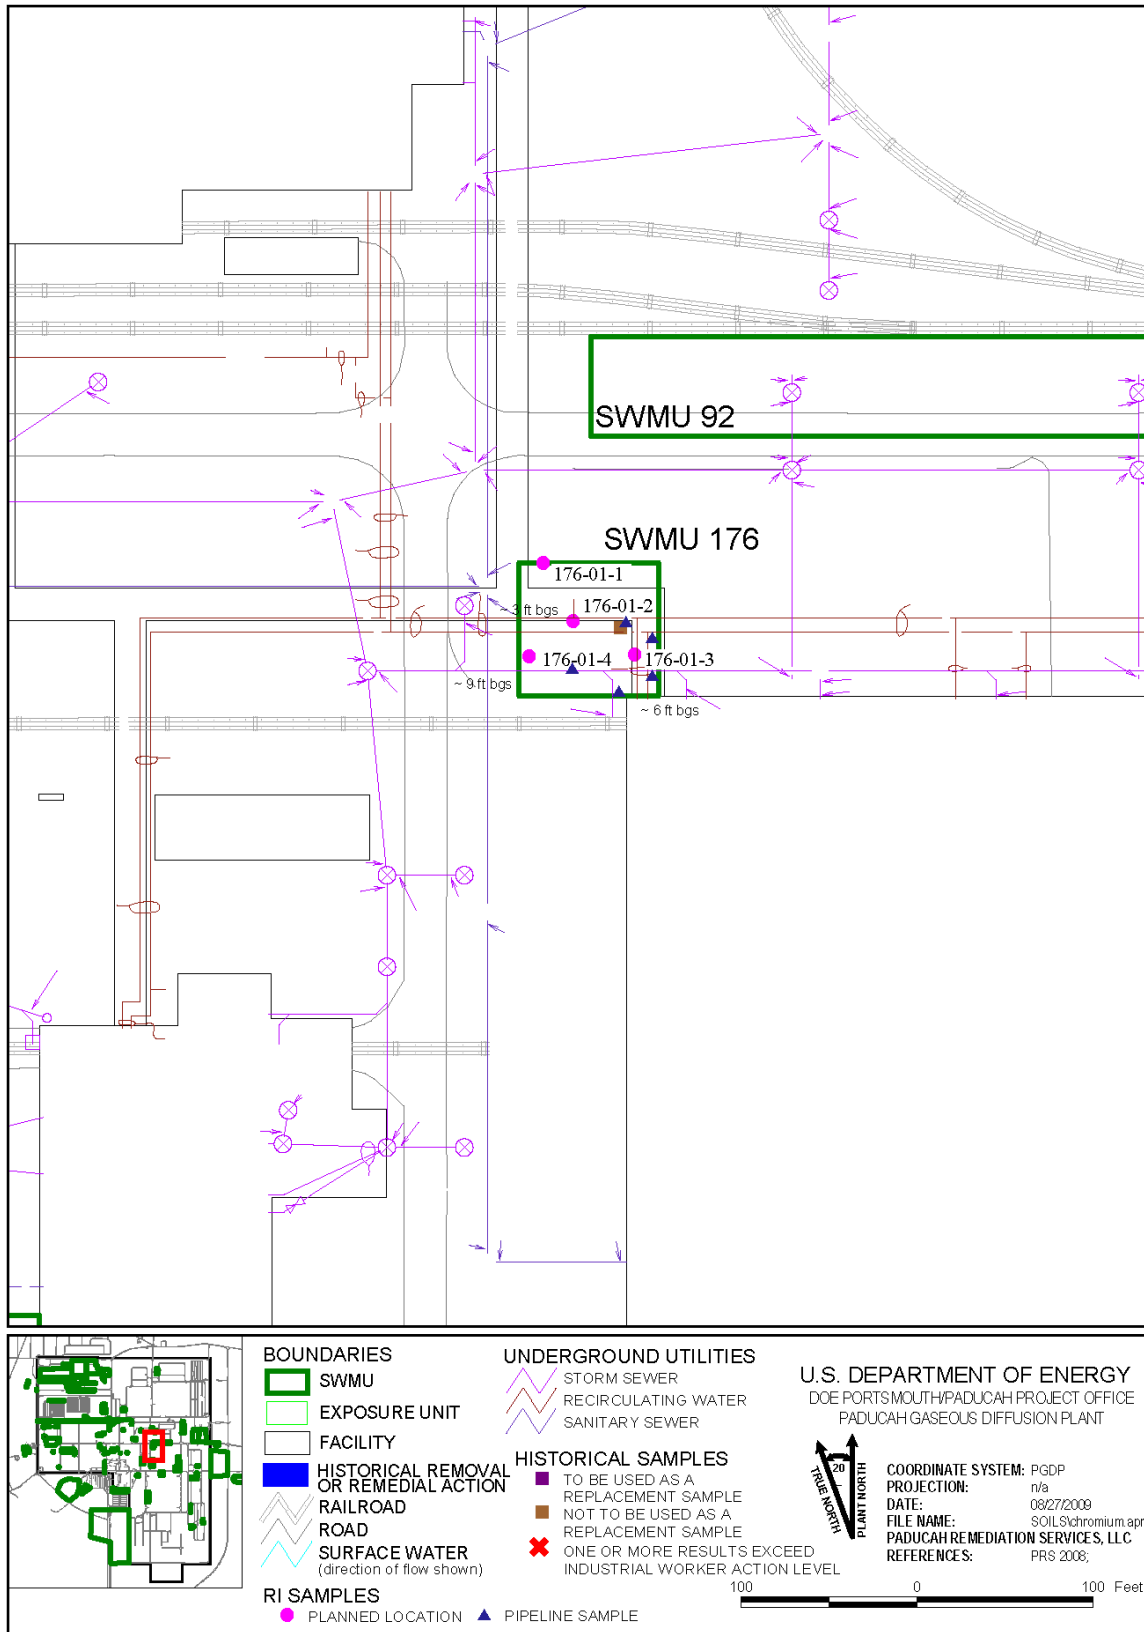 SWMU 92
SWMU 176
176-01-1
176-01-2
~ 3 ft bgs
176-01-4
176-01-3
~ 9 ft bgs
~ 6 ft bgs
BOUNDARIES
SWMU
EXPOSURE UNIT
FACILITY
HISTORICAL REMOVAL
OR REMEDIAL ACTION
RAILROAD
ROAD
SURFACE WATER
(direction of flow shown)
RI SAMPLES
PLANNED LOCATION
PIPELINE SAMPLE
UNDERGROUND UTILITIES
STORM SEWER
RECIRCULATING WATER
SANITARY SEWER
HISTORICAL SAMPLES
TO BE USED AS A
REPLACEMENT SAMPLE
NOT TO BE USED AS A
REPLACEMENT SAMPLE
ONE OR MORE RESULTS EXCEED
INDUSTRIAL WORKER ACTION LEVEL
U.S. DEPARTMENT OF ENERGY
DOE PORTSMOUTH/PADUCAH PROJECT OFFICE
PADUCAH GASEOUS DIFFUSION PLANT
20
TRUE NORTH
PLANT NORTH
COORDINATE SYSTEM: PGDP
PROJECTION: n/a
DATE: 08/27/2009
FILE NAME: SOILS\chromium.apr
PADUCAH REMEDIATION SERVICES, LLC
REFERENCES: PRS 2008;
100 0 100 Feet